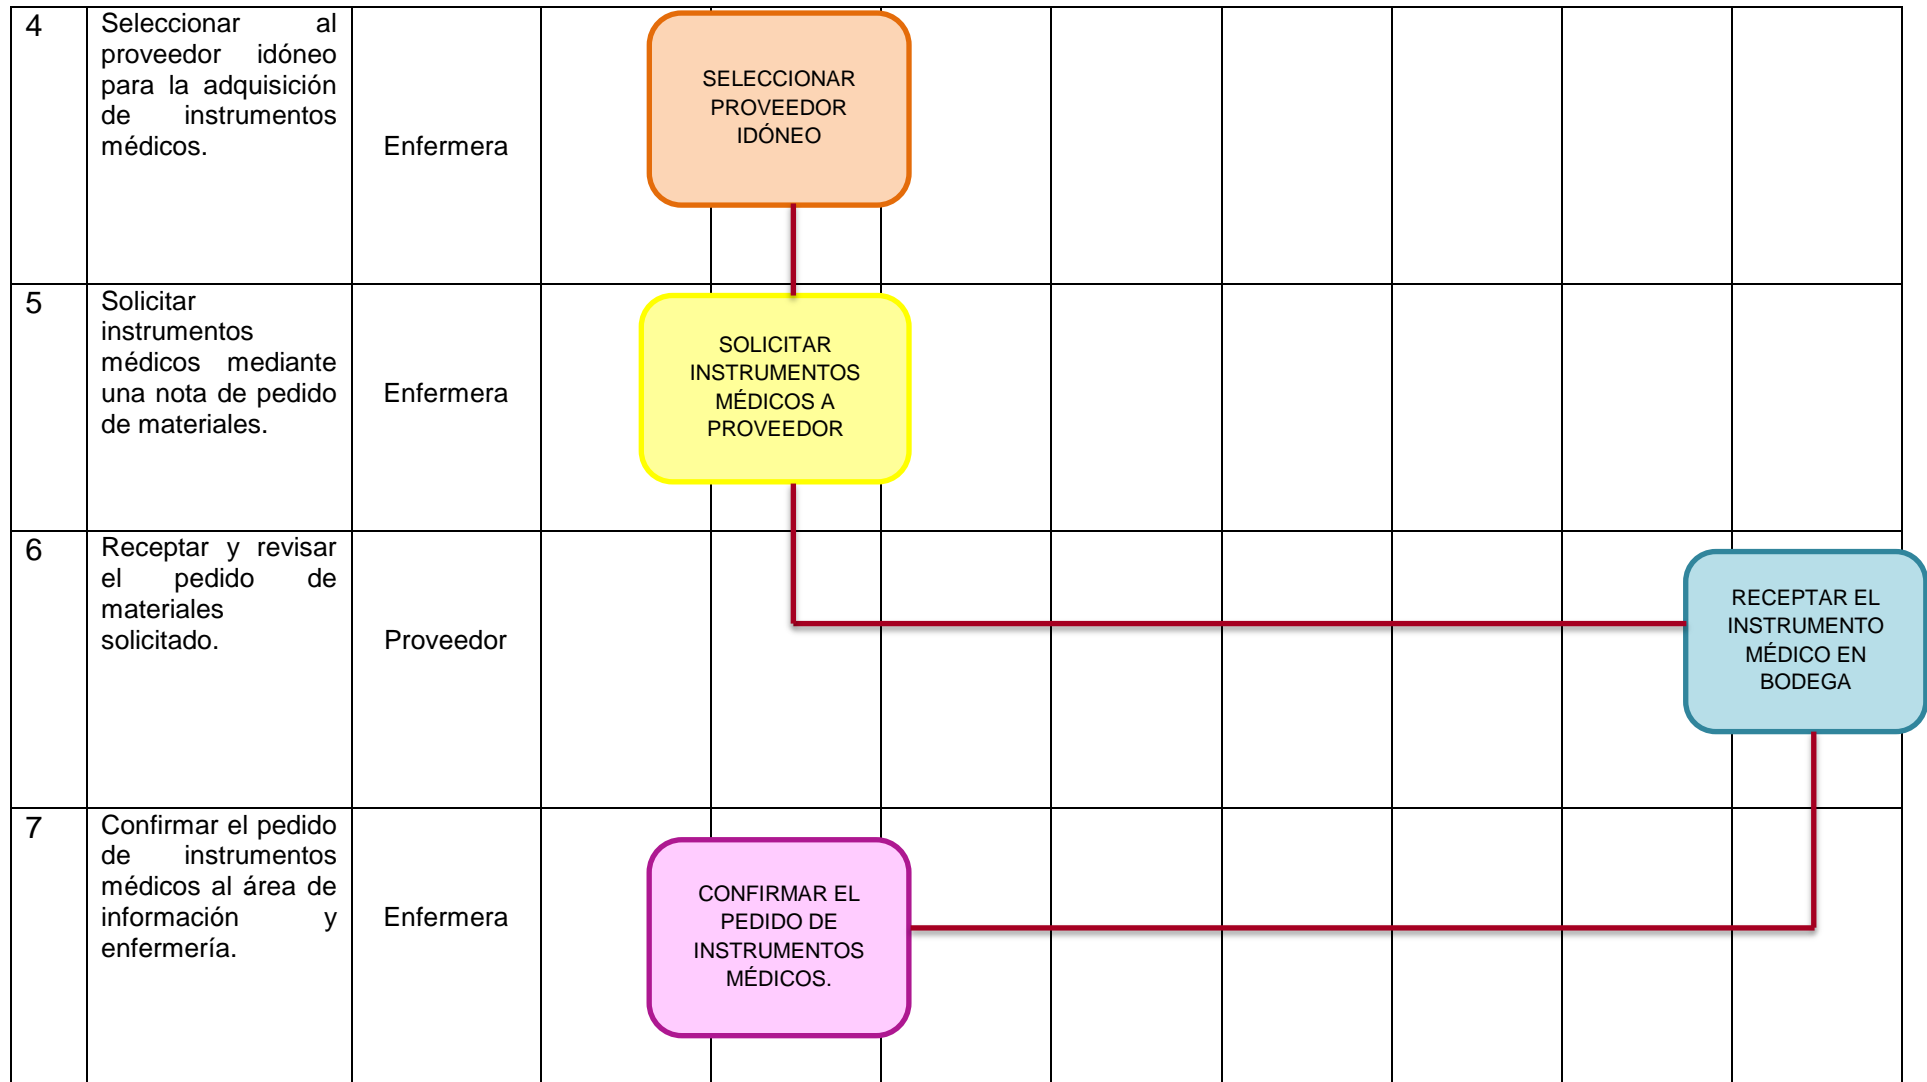 4
Seleccionar al
proveedor idóneo
para la adquisición
de instrumentos
médicos.
Enfermera
SELECCIONAR
PROVEEDOR
IDÓNEO
5
Solicitar
instrumentos
médicos mediante
una nota de pedido
de materiales.
Enfermera
SOLICITAR
INSTRUMENTOS
MÉDICOS A
PROVEEDOR
6
Receptar y revisar
el pedido de
materiales
solicitado.
Proveedor
RECEPTAR EL
INSTRUMENTO
MÉDICO EN
BODEGA
7
Confirmar el pedido
de instrumentos
médicos al área de
información y
enfermería.
Enfermera
CONFIRMAR EL
PEDIDO DE
INSTRUMENTOS
MÉDICOS.